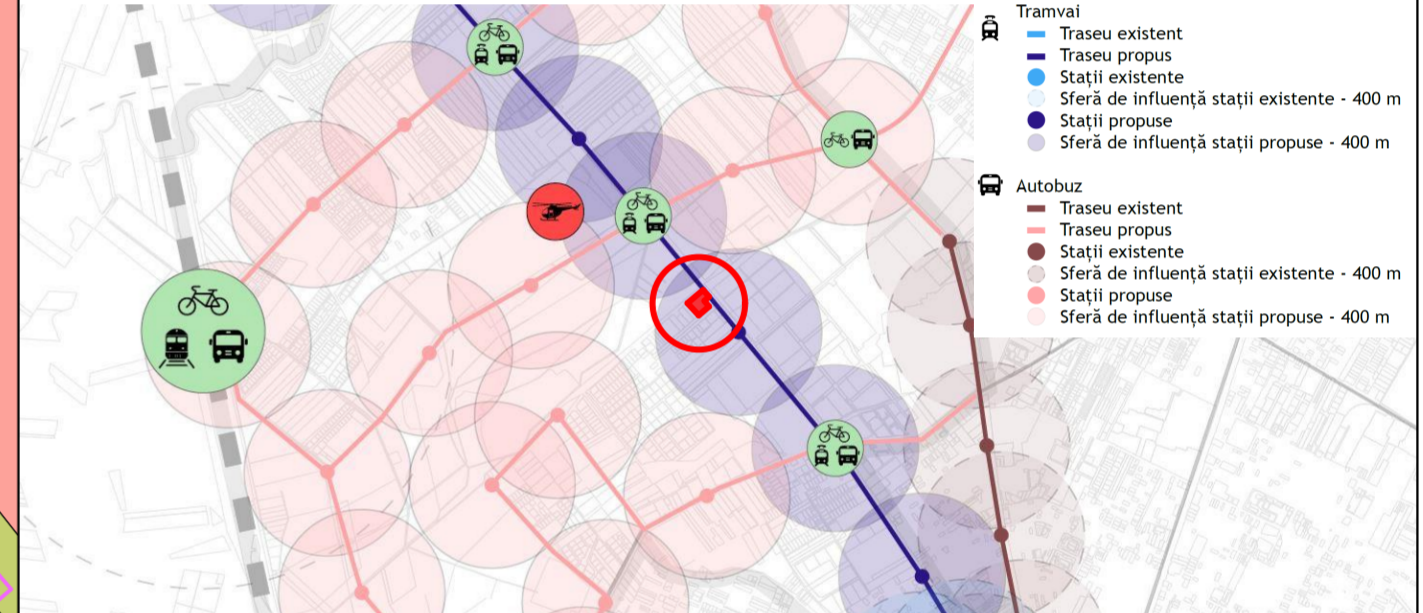 Tramvai
Traseu existent
Traseu propus
Stații existente
Sferă de influență stații existente - 400 m
Stații propuse
Sferă de influență stații propuse - 400 m
Autobuz
Traseu existent
Traseu propus
Stații existente
Sferă de influență stații existente - 400 m
Stații propuse
Sferă de influență stații propuse - 400 m